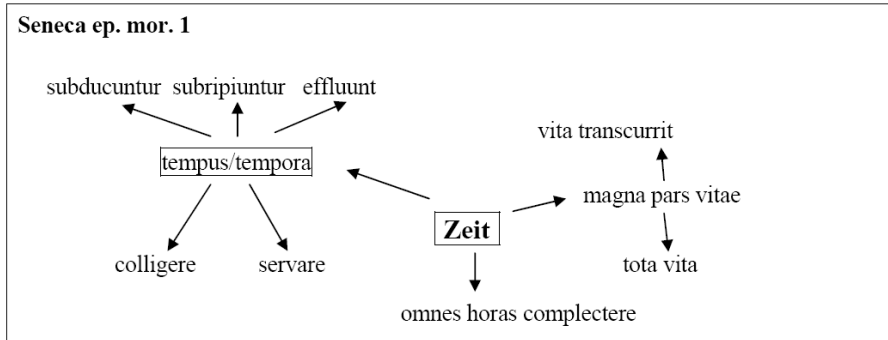 Seneca ep. mor. 1
subducuntur subripiuntur effluunt
vita transcurrit
tempus/tempora
magna pars vitae
Zeit
colligere servare
tota vita
omnes horas complectere